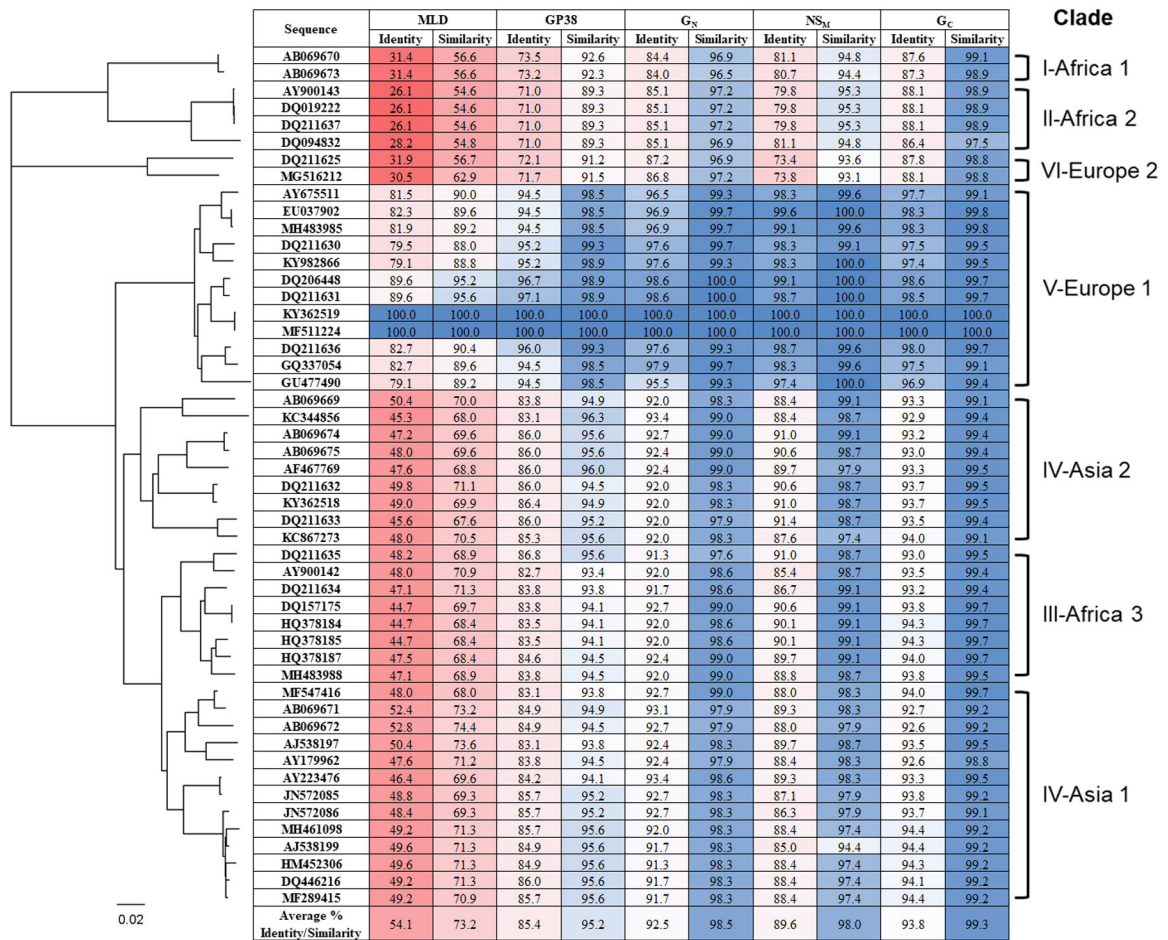 Sequence MLD GP38 G_N NS_M G_C Clade
Identity Similarity Identity Similarity Identity Similarity Identity Similarity Identity Similarity
AB069670 31.4 56.6 73.5 92.6 84.4 96.9 81.1 94.8 87.6 99.1
AB069673 31.4 56.6 73.2 92.3 84.0 96.5 80.7 94.4 87.3 98.9
I-Africa 1
AY900143 26.1 54.6 71.0 89.3 85.1 97.2 79.8 95.3 88.1 98.9
DQ019222 26.1 54.6 71.0 89.3 85.1 97.2 79.8 95.3 88.1 98.9
DQ211637 26.1 54.6 71.0 89.3 85.1 97.2 79.8 95.3 88.1 98.9
DQ094832 28.2 54.8 71.0 89.3 85.1 96.9 81.1 94.8 86.4 97.5
II-Africa 2
DQ211625 31.9 56.7 72.1 91.2 87.2 96.9 73.4 93.6 87.8 98.8
MG516212 30.5 62.9 71.7 91.5 86.8 97.2 73.8 93.1 88.1 98.8
VI-Europe 2
AY675511 81.5 90.0 94.5 98.5 96.5 99.3 98.3 99.6 97.7 99.1
EU037902 82.3 89.6 94.5 98.5 96.9 99.7 99.6 100.0 98.3 99.8
MH483985 81.9 89.2 94.5 98.5 96.9 99.7 99.1 99.6 98.3 99.8
DQ211630 79.5 88.0 95.2 99.3 97.6 99.7 98.3 99.1 97.5 99.5
KY982866 79.1 88.8 95.2 98.9 97.6 99.3 98.3 100.0 97.4 99.5
DQ206448 89.6 95.2 96.7 98.9 98.6 100.0 99.1 100.0 98.6 99.7
DQ211631 89.6 95.6 97.1 98.9 98.6 100.0 98.7 100.0 98.5 99.7
KY362519 100.0 100.0 100.0 100.0 100.0 100.0 100.0 100.0 100.0 100.0
MF511224 100.0 100.0 100.0 100.0 100.0 100.0 100.0 100.0 100.0 100.0
DQ211636 82.7 90.4 96.0 99.3 97.6 99.3 98.7 99.6 98.0 99.7
GQ337054 82.7 89.6 94.5 98.5 97.9 99.7 98.3 99.6 97.5 99.1
GU477490 79.1 89.2 94.5 98.5 95.5 99.3 97.4 100.0 96.9 99.4
V-Europe 1
AB069669 50.4 70.0 83.8 94.9 92.0 98.3 88.4 99.1 93.3 99.1
KC344856 45.3 68.0 83.1 96.3 93.4 99.0 88.4 98.7 92.9 99.4
AB069674 47.2 69.6 86.0 95.6 92.7 99.0 91.0 99.1 93.2 99.4
AB069675 48.0 69.6 86.0 95.6 92.4 99.0 90.6 98.7 93.0 99.4
AF467769 47.6 68.8 86.0 96.0 92.4 99.0 89.7 97.9 93.3 99.5
DQ211632 49.8 71.1 86.0 94.5 92.0 98.3 90.6 98.7 93.7 99.5
KY362518 49.0 69.9 86.4 94.9 92.0 98.3 91.0 98.7 93.7 99.5
DQ211633 45.6 67.6 86.0 95.2 92.0 97.9 91.4 98.7 93.5 99.4
KC867273 48.0 70.5 85.3 95.6 92.0 98.3 87.6 97.4 94.0 99.1
IV-Asia 2
DQ211635 48.2 68.9 86.8 95.6 91.3 97.6 91.0 98.7 93.0 99.5
AY900142 48.0 70.9 82.7 93.4 92.0 98.6 85.4 98.7 93.5 99.4
DQ211634 47.1 71.3 83.8 93.8 91.7 98.6 86.7 99.1 93.2 99.4
DQ157175 44.7 69.7 83.8 94.1 92.7 99.0 90.6 99.1 93.8 99.7
HQ378184 44.7 68.4 83.5 94.1 92.0 98.6 90.1 99.1 94.3 99.7
HQ378185 44.7 68.4 83.5 94.1 92.0 98.6 90.1 99.1 94.3 99.7
HQ378187 47.5 68.4 84.6 94.5 92.4 99.0 89.7 99.1 94.0 99.7
MH483988 47.1 68.9 83.8 94.5 92.0 99.0 88.8 98.7 93.8 99.5
III-Africa 3
MF547416 48.0 68.0 83.1 93.8 92.7 99.0 88.0 98.3 94.0 99.7
AB069671 52.4 73.2 84.9 94.9 93.1 97.9 89.3 98.3 92.7 99.2
AB069672 52.8 74.4 84.9 94.5 92.7 97.9 88.0 97.9 92.6 99.2
AJ538197 50.4 73.6 83.1 93.8 92.4 98.3 89.7 98.7 93.5 99.5
AY179962 47.6 71.2 83.8 94.5 92.4 97.9 88.4 98.3 92.6 98.8
AY223476 46.4 69.6 84.2 94.1 93.4 98.6 89.3 98.3 93.3 99.5
JN572085 48.8 69.3 85.7 95.2 92.7 98.3 87.1 97.9 93.8 99.2
JN572086 48.4 69.3 85.7 95.2 92.7 98.3 86.3 97.9 93.7 99.1
MH461098 49.2 71.3 85.7 95.6 92.0 98.3 88.4 97.4 94.4 99.2
AJ538199 49.6 71.3 84.9 95.6 91.7 98.3 85.0 94.4 94.4 99.2
HM452306 49.6 71.3 84.9 95.6 91.3 98.3 88.4 97.4 94.3 99.2
DQ446216 49.2 71.3 86.0 95.6 91.7 98.3 88.4 97.4 94.1 99.2
MF289415 49.2 70.9 85.7 95.6 91.7 98.3 88.4 97.4 94.4 99.2
IV-Asia 1
0.02
Average % Identity/Similarity 54.1 73.2 85.4 95.2 92.5 98.5 89.6 98.0 93.8 99.3